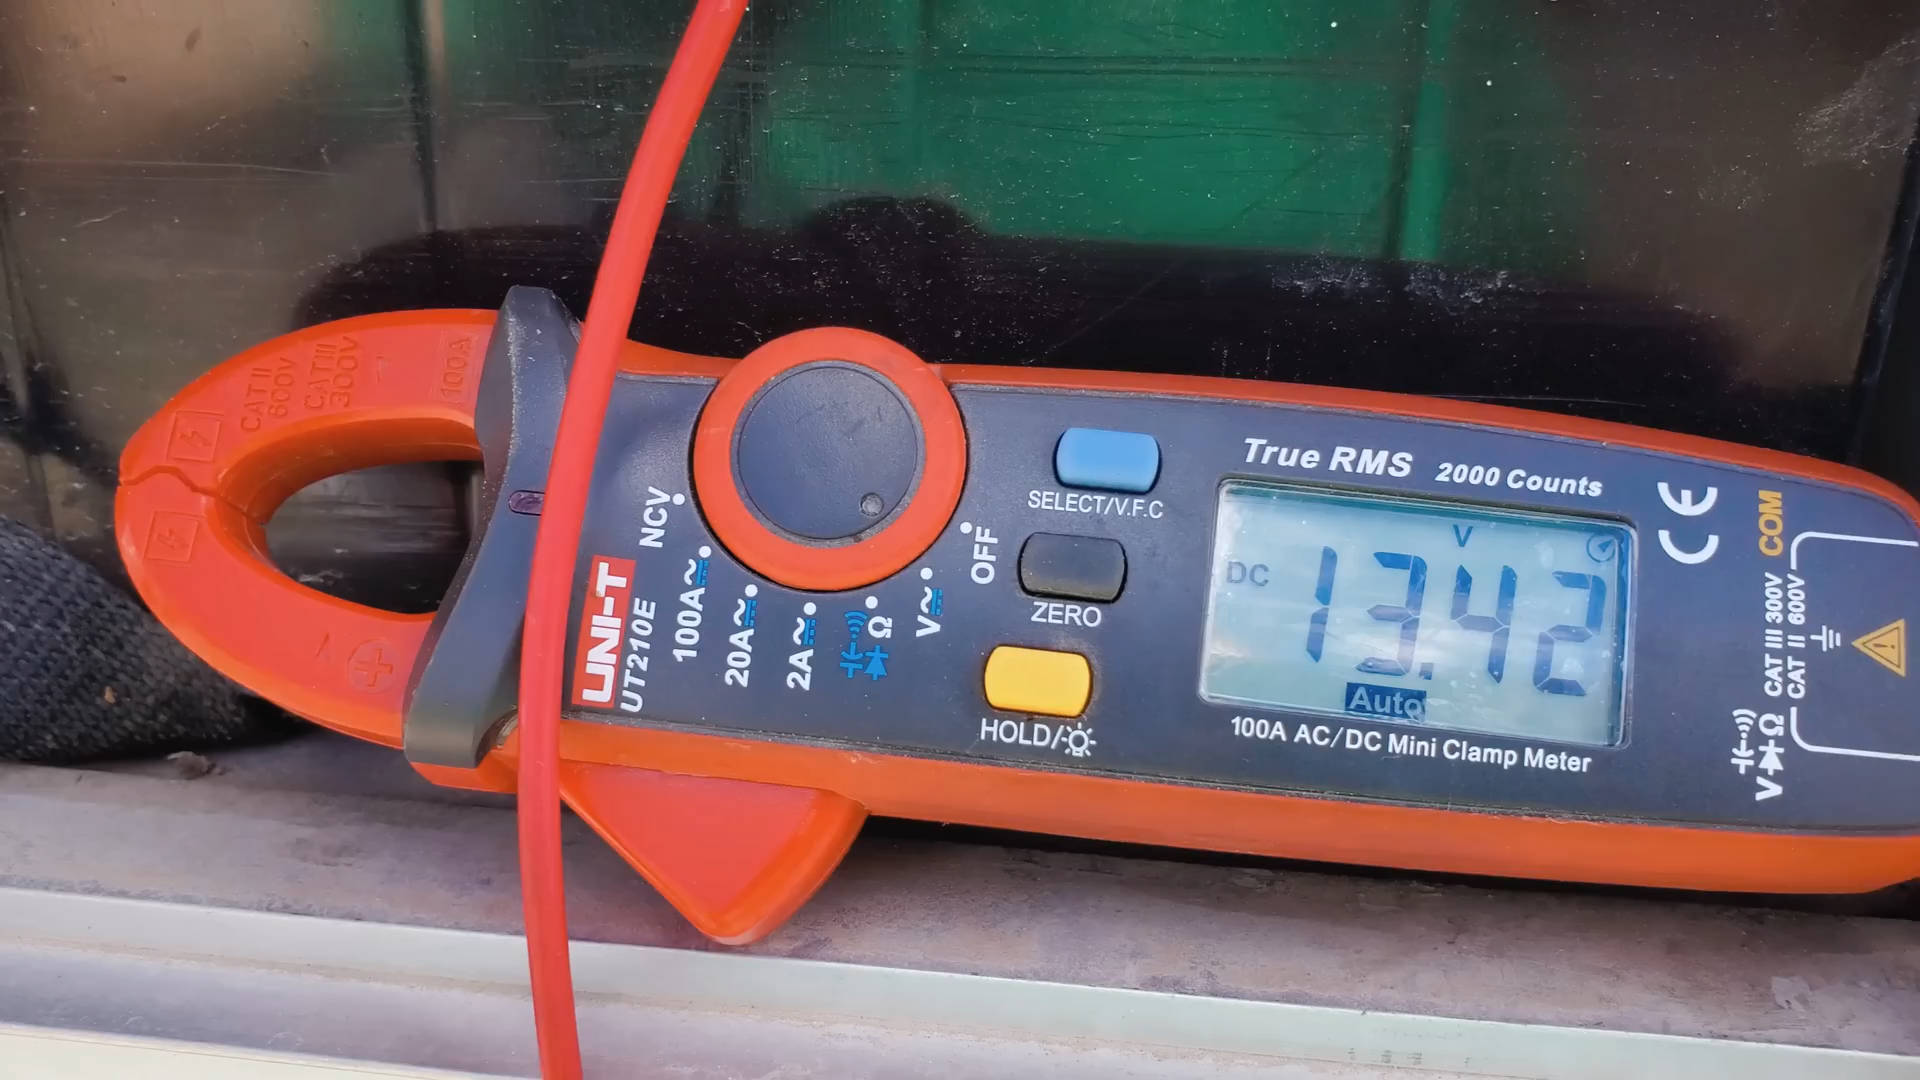 CAT II
600V
CAT III
300V
100A
UNI-T
UT210E
NCV
100A
20A
2A
Ω
V
OFF
SELECT/V.F.C
ZERO
HOLD/
True RMS 2000 Counts
DC V
13.42
Auto
100A AC/DC Mini Clamp Meter
CE
COM
CAT III 300V
CAT II 600V
VΩ